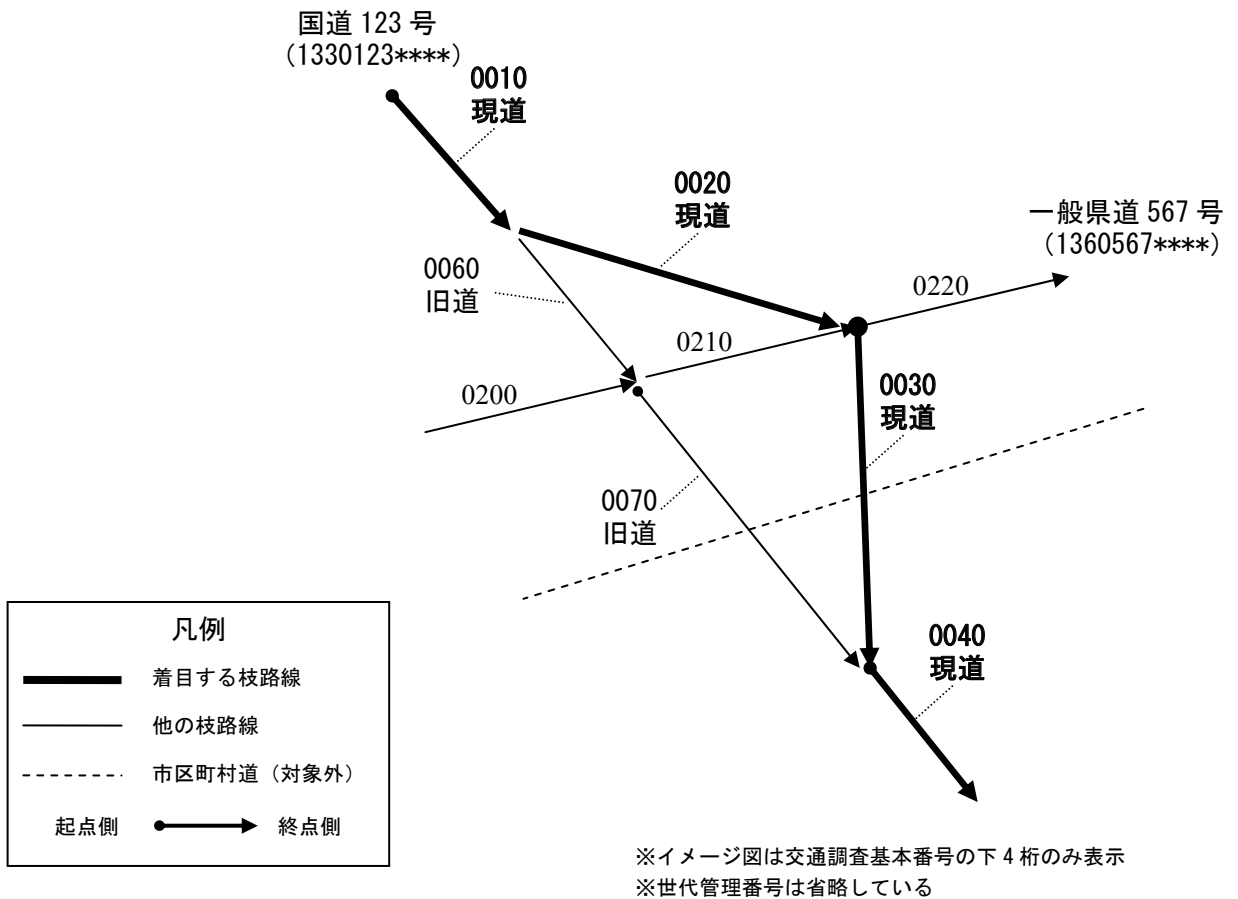 国道 123 号
（1330123****）
0010
現道
0020
現道
一般県道 567 号
（1360567****）
0060
旧道
0220
0210
0200
0030
現道
0070
旧道
0040
現道
凡例
着目する枝路線
他の枝路線
市区町村道（対象外）
起点側 終点側
※イメージ図は交通調査基本番号の下 4 桁のみ表示
※世代管理番号は省略している